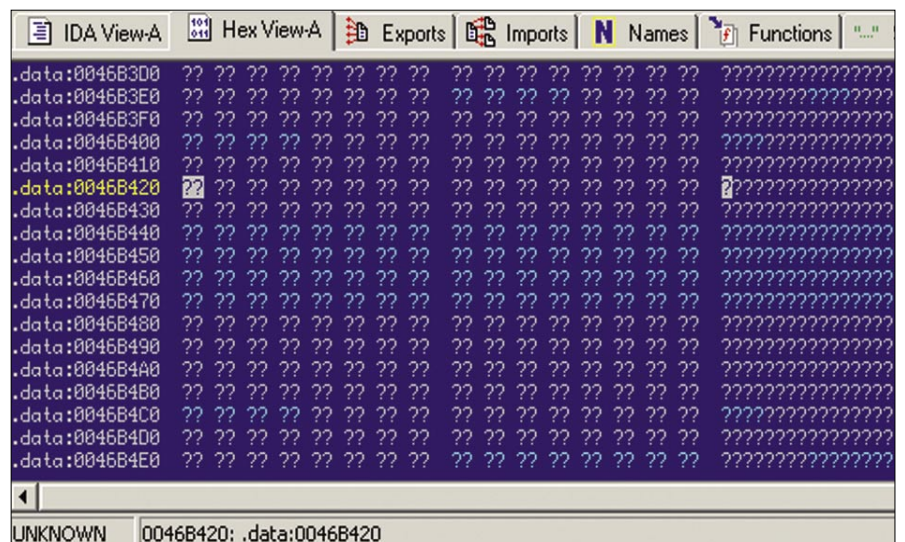 IDA View-A Hex View-A Exports Imports Names Functions "..."
.data:0046B3D0 ?? ?? ?? ?? ?? ?? ?? ?? ?? ?? ?? ?? ?? ?? ?? ?? ????????????????
.data:0046B3E0 ?? ?? ?? ?? ?? ?? ?? ?? ?? ?? ?? ?? ?? ?? ?? ?? ????????????????
.data:0046B3F0 ?? ?? ?? ?? ?? ?? ?? ?? ?? ?? ?? ?? ?? ?? ?? ?? ????????????????
.data:0046B400 ?? ?? ?? ?? ?? ?? ?? ?? ?? ?? ?? ?? ?? ?? ?? ?? ????????????????
.data:0046B410 ?? ?? ?? ?? ?? ?? ?? ?? ?? ?? ?? ?? ?? ?? ?? ?? ????????????????
.data:0046B420 ?? ?? ?? ?? ?? ?? ?? ?? ?? ?? ?? ?? ?? ?? ?? ?? ????????????????
.data:0046B430 ?? ?? ?? ?? ?? ?? ?? ?? ?? ?? ?? ?? ?? ?? ?? ?? ????????????????
.data:0046B440 ?? ?? ?? ?? ?? ?? ?? ?? ?? ?? ?? ?? ?? ?? ?? ?? ????????????????
.data:0046B450 ?? ?? ?? ?? ?? ?? ?? ?? ?? ?? ?? ?? ?? ?? ?? ?? ????????????????
.data:0046B460 ?? ?? ?? ?? ?? ?? ?? ?? ?? ?? ?? ?? ?? ?? ?? ?? ????????????????
.data:0046B470 ?? ?? ?? ?? ?? ?? ?? ?? ?? ?? ?? ?? ?? ?? ?? ?? ????????????????
.data:0046B480 ?? ?? ?? ?? ?? ?? ?? ?? ?? ?? ?? ?? ?? ?? ?? ?? ????????????????
.data:0046B490 ?? ?? ?? ?? ?? ?? ?? ?? ?? ?? ?? ?? ?? ?? ?? ?? ????????????????
.data:0046B4A0 ?? ?? ?? ?? ?? ?? ?? ?? ?? ?? ?? ?? ?? ?? ?? ?? ????????????????
.data:0046B4B0 ?? ?? ?? ?? ?? ?? ?? ?? ?? ?? ?? ?? ?? ?? ?? ?? ????????????????
.data:0046B4C0 ?? ?? ?? ?? ?? ?? ?? ?? ?? ?? ?? ?? ?? ?? ?? ?? ????????????????
.data:0046B4D0 ?? ?? ?? ?? ?? ?? ?? ?? ?? ?? ?? ?? ?? ?? ?? ?? ????????????????
.data:0046B4E0 ?? ?? ?? ?? ?? ?? ?? ?? ?? ?? ?? ?? ?? ?? ?? ?? ????????????????
UNKNOWN 0046B420: .data:0046B420